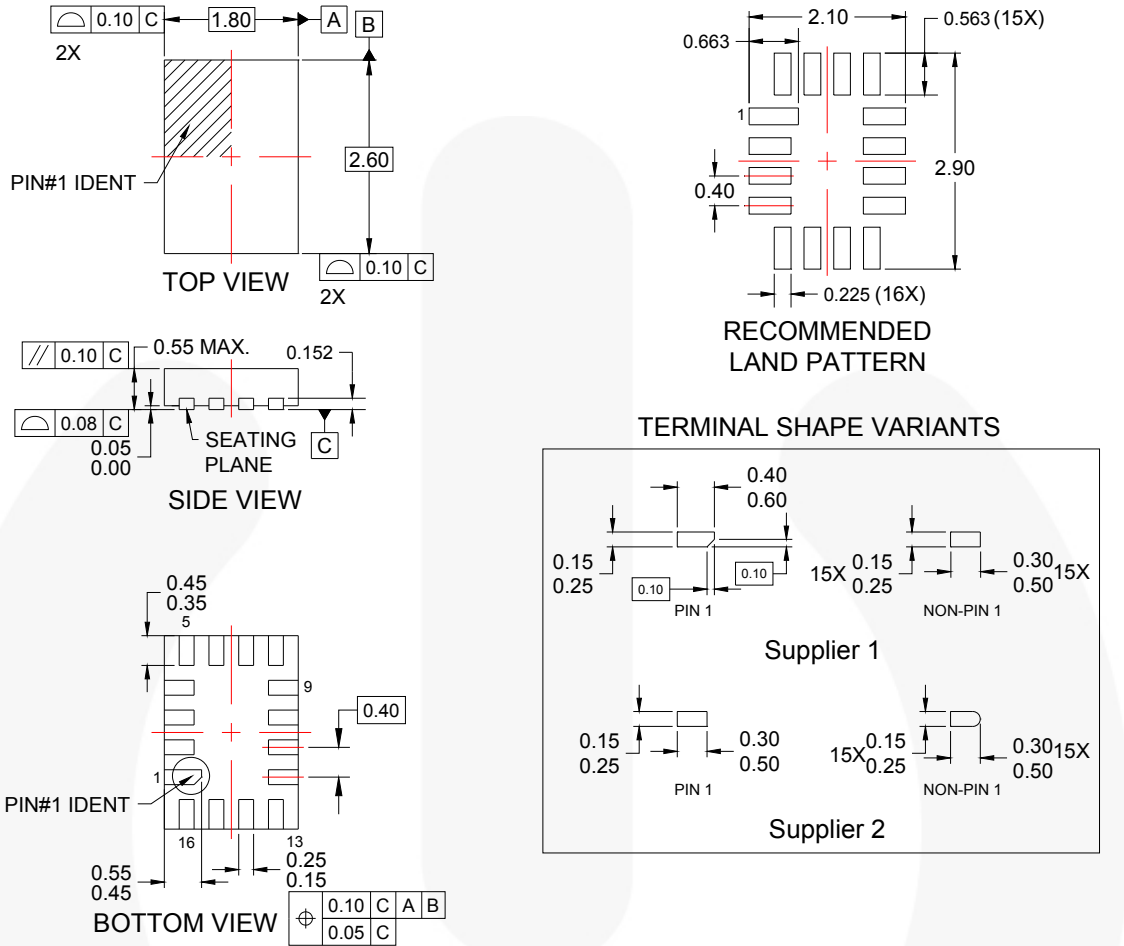 0.10 C
2X
1.80
A
B
PIN#1 IDENT
2.60
TOP VIEW
0.10 C
2X
2.10
0.563 (15X)
0.663
1
0.40
2.90
0.225 (16X)
RECOMMENDED
LAND PATTERN
// 0.10 C
0.55 MAX.
0.152
0.08 C
0.05
0.00
SEATING
PLANE
C
SIDE VIEW
TERMINAL SHAPE VARIANTS
0.40
0.60
0.15
0.25
0.10
0.10
PIN 1
15X
0.15
0.25
0.30
0.50
15X
NON-PIN 1
Supplier 1
0.15
0.25
0.30
0.50
PIN 1
15X
0.15
0.25
0.30
0.50
15X
NON-PIN 1
Supplier 2
0.45
0.35
5
9
0.40
1
PIN#1 IDENT
16
13
0.55
0.45
0.25
0.15
BOTTOM VIEW
0.10 C A B
0.05 C